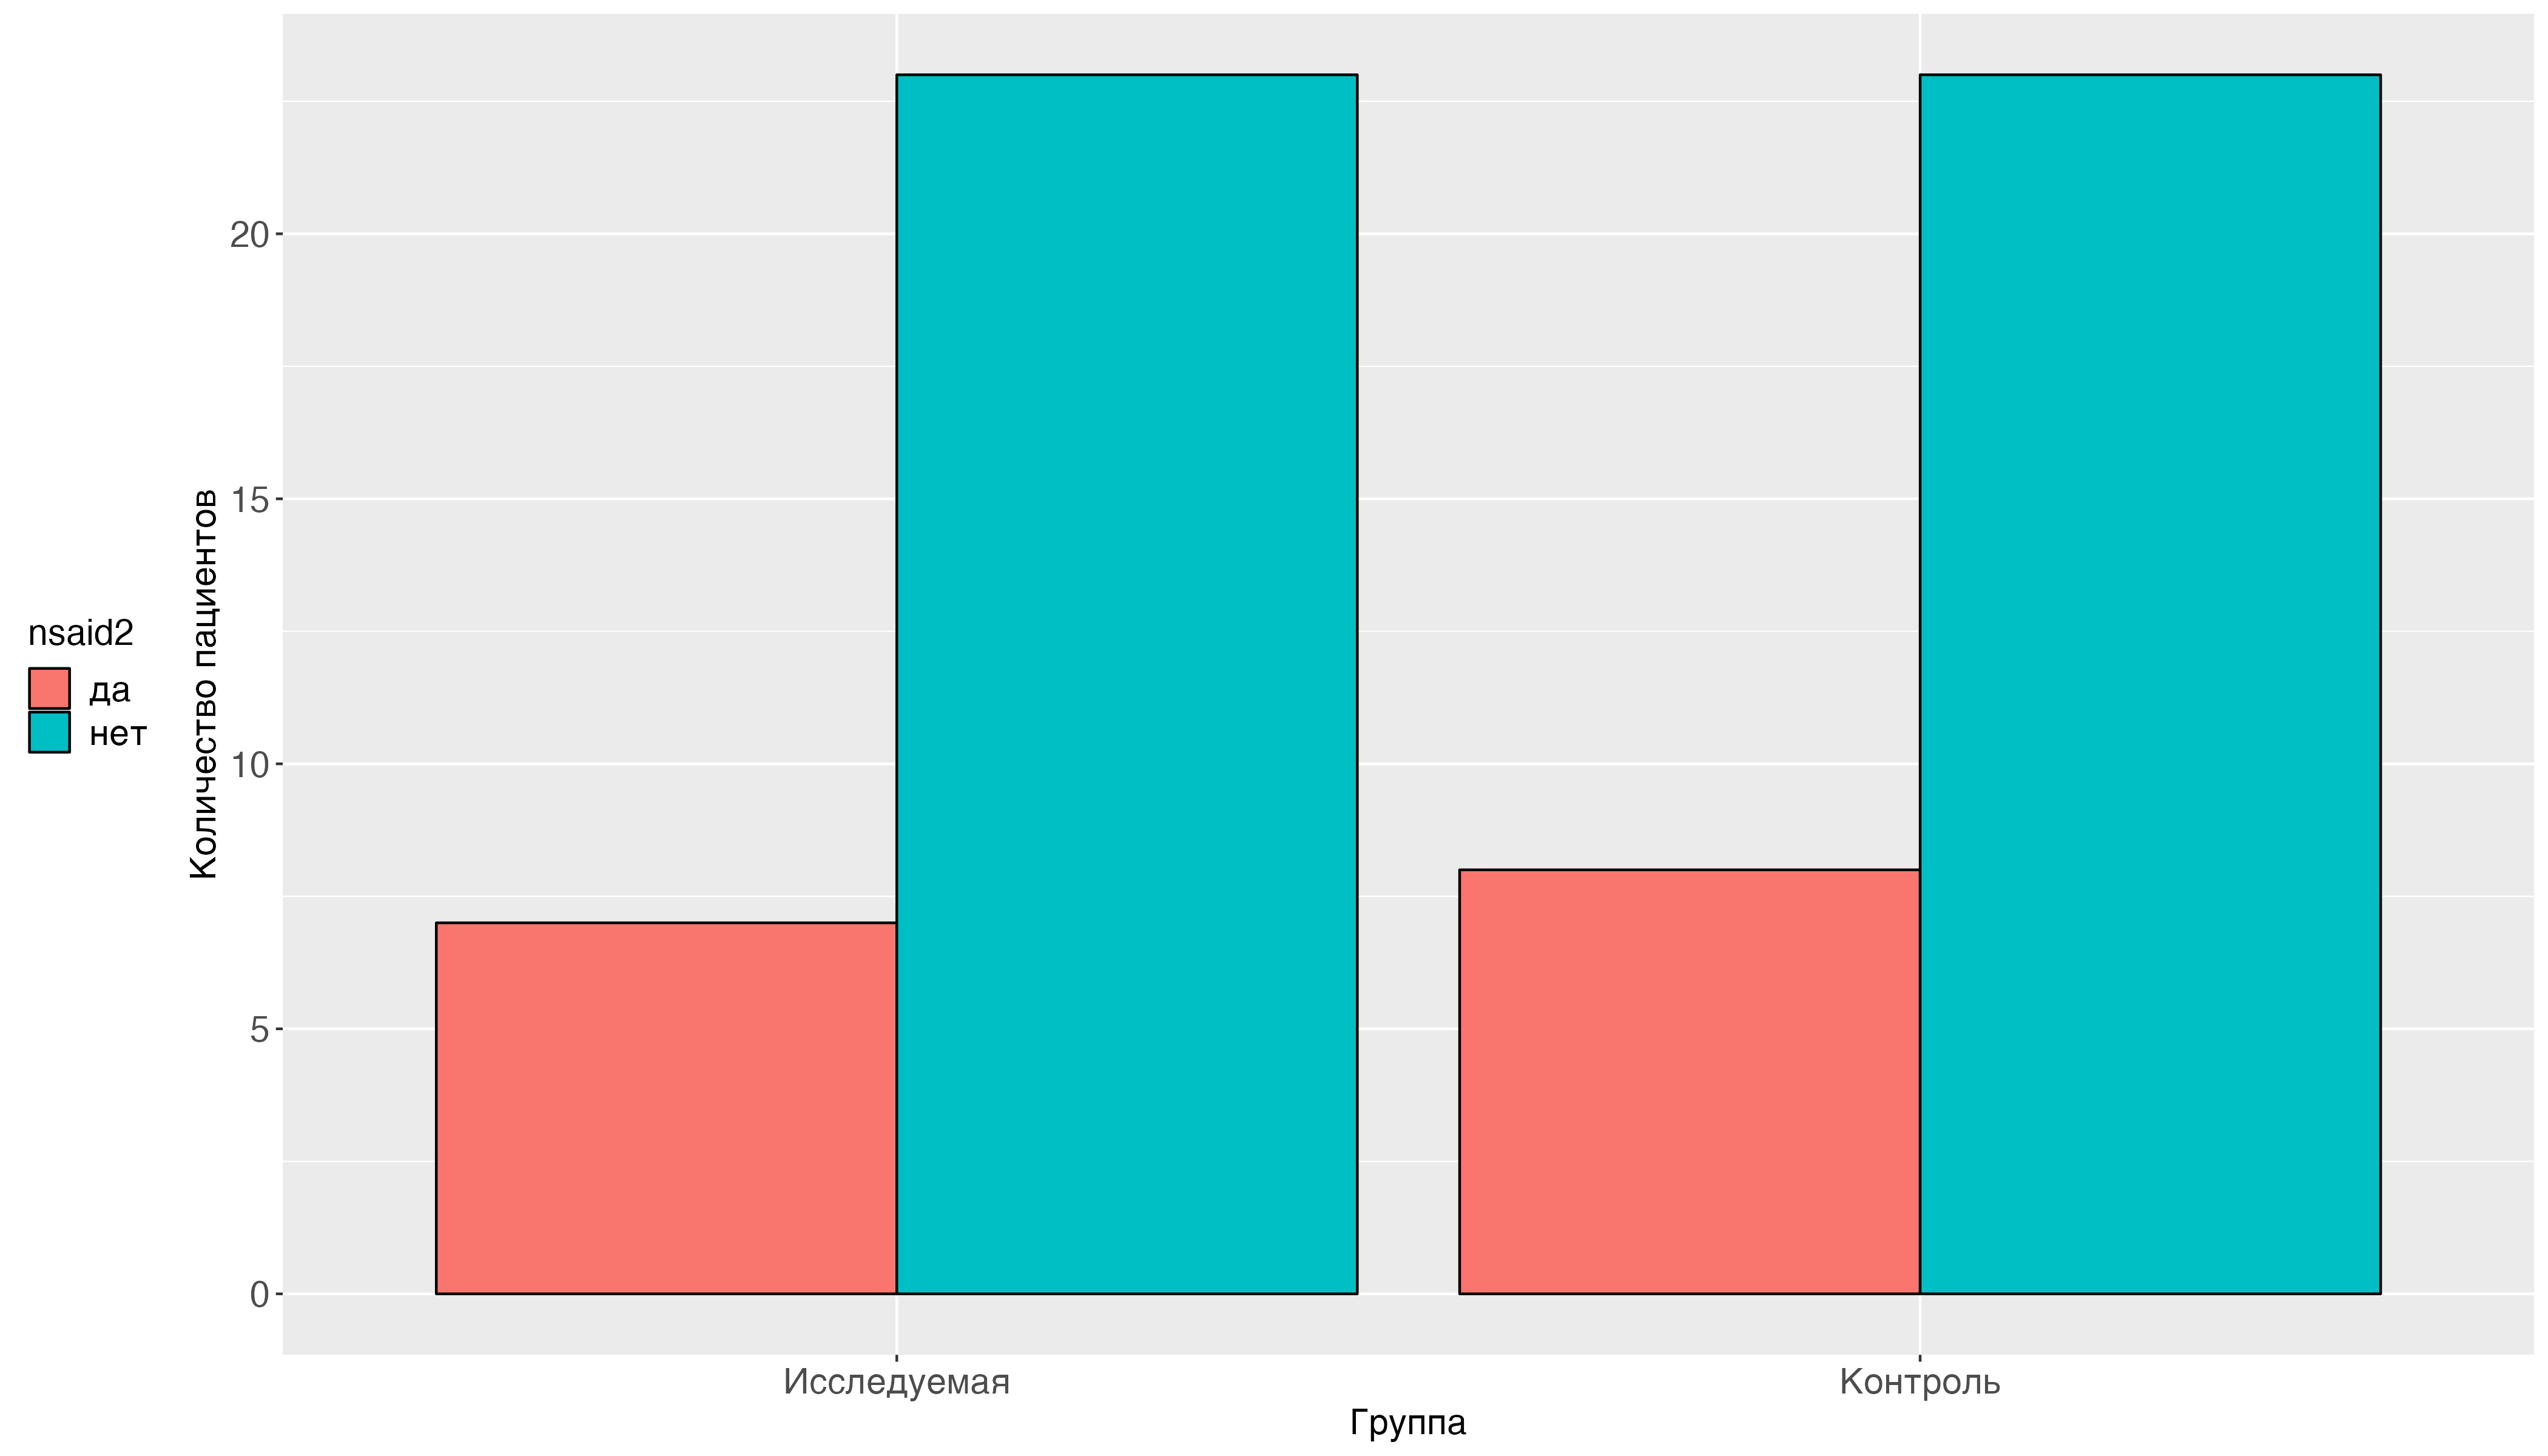 nsaid2
да
нет
Количество пациентов
20
15
10
5
0
Исследуемая
Контроль
Группа